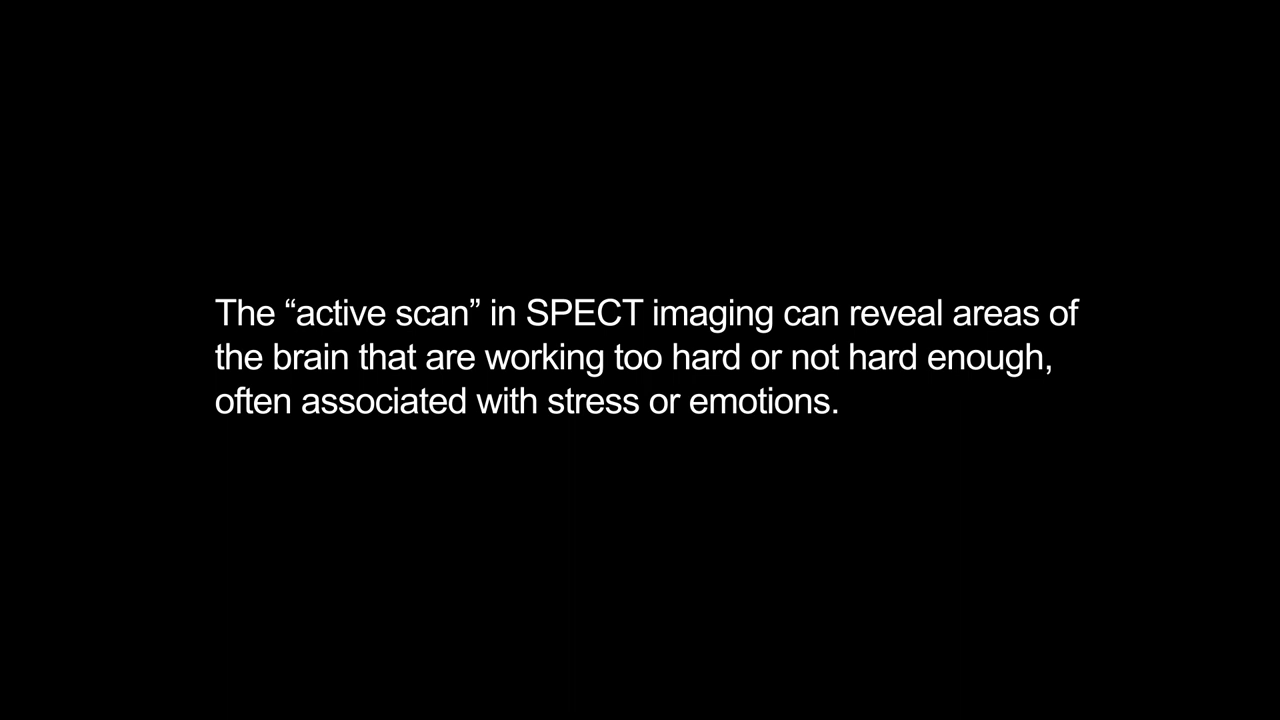 The “active scan” in SPECT imaging can reveal areas of
the brain that are working too hard or not hard enough,
often associated with stress or emotions.